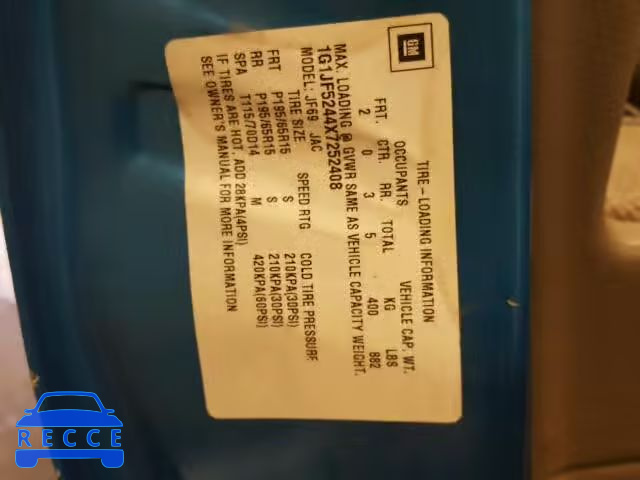 GM
TIRE-LOADING INFORMATION
OCCUPANTS VEHICLE CAP. WT.
FRT. CTR. RR. TOTAL KG LBS
2 0 3 5 400 882
MAX. LOADING @ GVWR SAME AS VEHICLE CAPACITY WEIGHT.
1G1JF5244X7252408
MODEL: JF69 JAC
TIRE SIZE SPEED RTG COLD TIRE PRESSURE
FRT P195/65R15 S 210KPA(30PSI)
RR P195/65R15 S 210KPA(30PSI)
SPA T115/70D14 M 420KPA(60PSI)
IF TIRES ARE HOT, ADD 28KPA(4PSI)
SEE OWNER'S MANUAL FOR MORE INFORMATION
RECCE